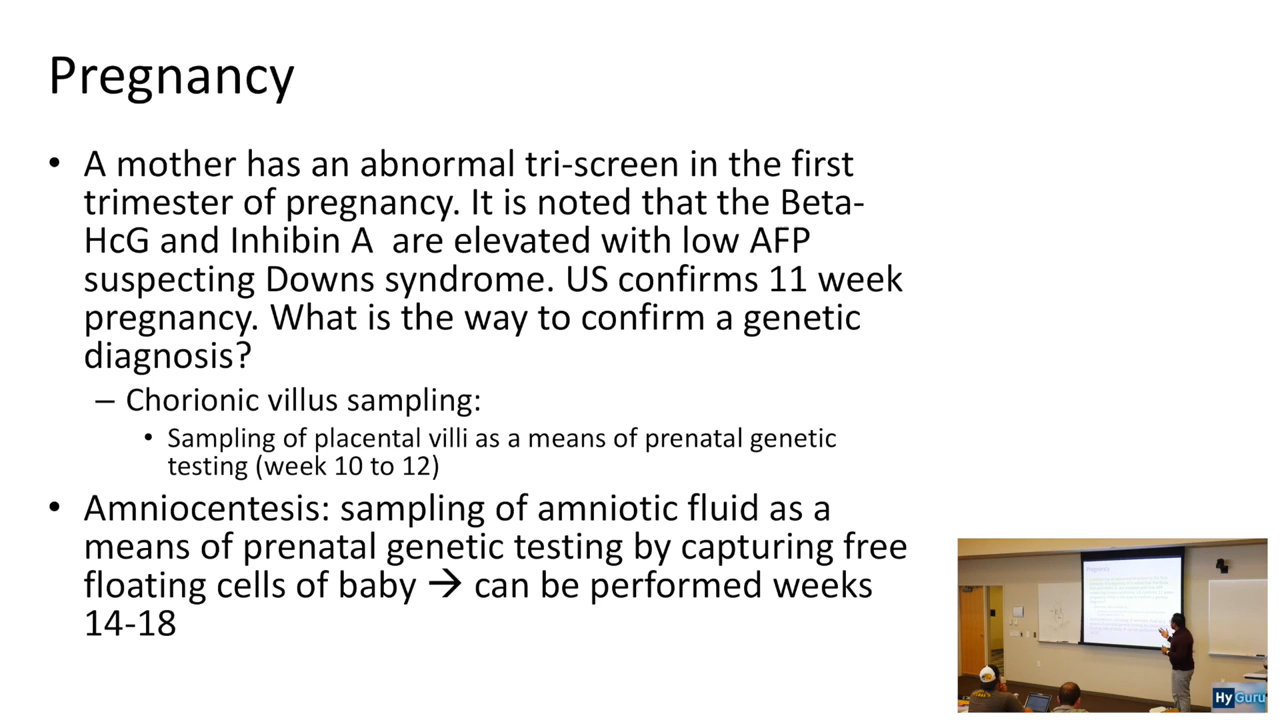 Pregnancy
• A mother has an abnormal tri-screen in the first
trimester of pregnancy. It is noted that the Beta-
HcG and Inhibin A  are elevated with low AFP
suspecting Downs syndrome. US confirms 11 week
pregnancy. What is the way to confirm a genetic
diagnosis?
– Chorionic villus sampling:
• Sampling of placental villi as a means of prenatal genetic
testing (week 10 to 12)
• Amniocentesis: sampling of amniotic fluid as a
means of prenatal genetic testing by capturing free
floating cells of baby → can be performed weeks
14-18
Pregnancy
HyGuru